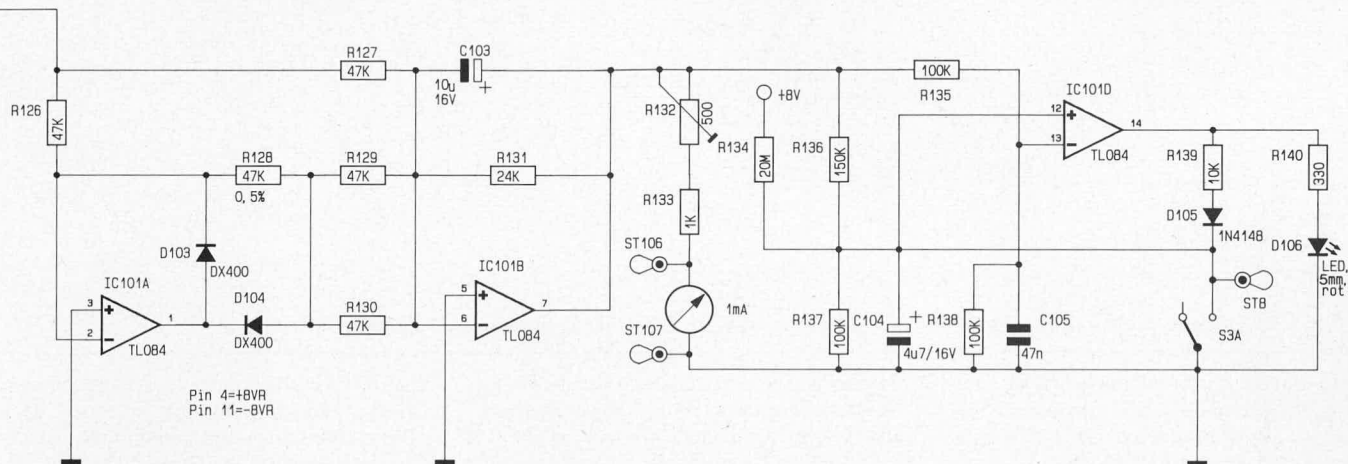 R126
47K
R127
47K
C103
10u
16V
+
R128
47K
0,5%
R129
47K
R131
24K
D103
DX400
D104
DX400
R130
47K
IC101A
3
+
2
-
1
TL084
IC101B
5
+
6
-
7
TL084
Pin 4=+8VR
Pin 11=-8VR
R132
500
R133
1K
ST106
1mA
ST107
+8V
R134
20M
R136
150K
100K
R135
R137
100K
C104
+
4u7/16V
R138
100K
C105
47n
IC101D
12
+
13
-
14
TL084
R139
10K
D105
1N4148
R140
330
D106
LED,
5mm,
rot
ST8
S3A